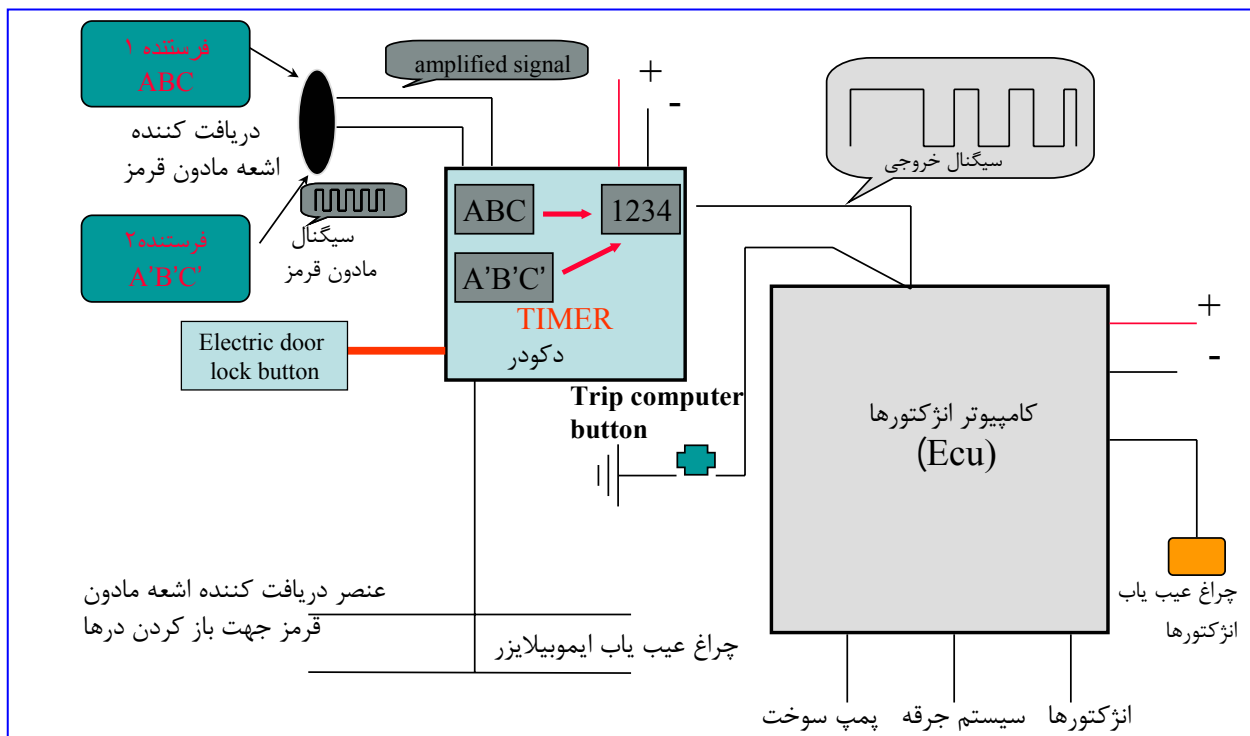 فرستنده ۱
ABC
amplified signal
+
-
دریافت کننده
اشعه مادون قرمز
سیگنال خروجی
ABC
1234
A’B’C’
TIMER
دکودر
فرستنده۲
A’B’C’
سیگنال
مادون قرمز
Electric door
lock button
Trip computer
button
کامپیوتر انژکتورها
(Ecu)
+
-
چراغ عیب یاب
انژکتورها
عنصر دریافت کننده اشعه مادون
قرمز جهت باز کردن درها
چراغ عیب یاب ایموبیلایزر
انژکتورها
سیستم جرقه
پمپ سوخت